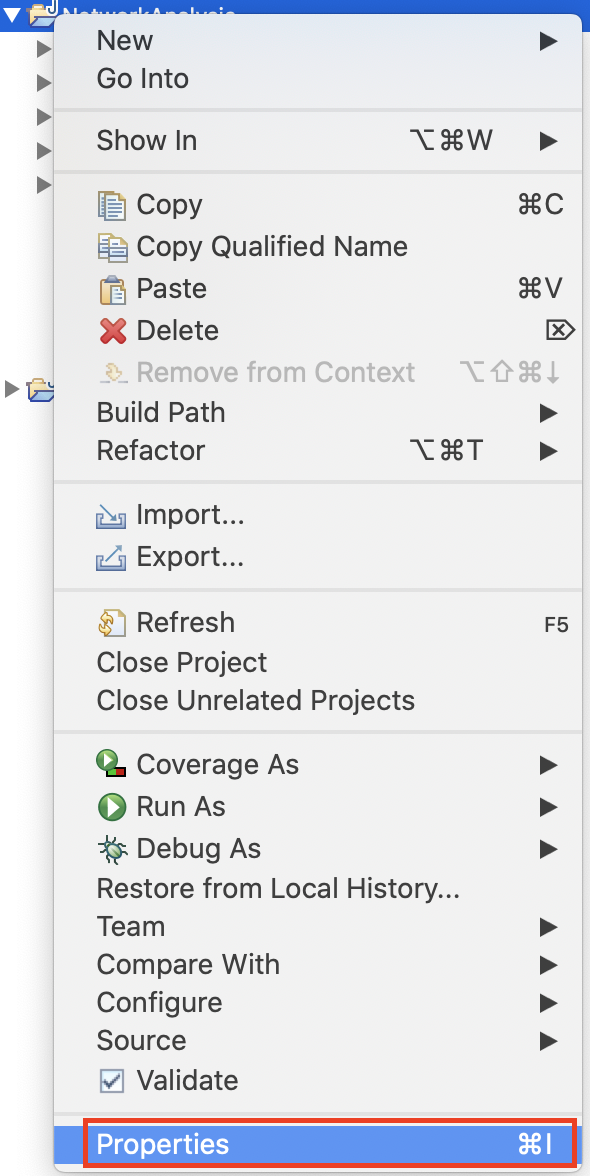 NetworkAnalysis
New ▶
Go Into
Show In ⌥⌘W ▶
Copy ⌘C
Copy Qualified Name
Paste ⌘V
Delete ⌦
Remove from Context ⌥⇧⌘↓
Build Path ▶
Refactor ⌥⌘T ▶
Import...
Export...
Refresh F5
Close Project
Close Unrelated Projects
Coverage As ▶
Run As ▶
Debug As ▶
Restore from Local History...
Team ▶
Compare With ▶
Configure ▶
Source ▶
Validate
Properties ⌘I